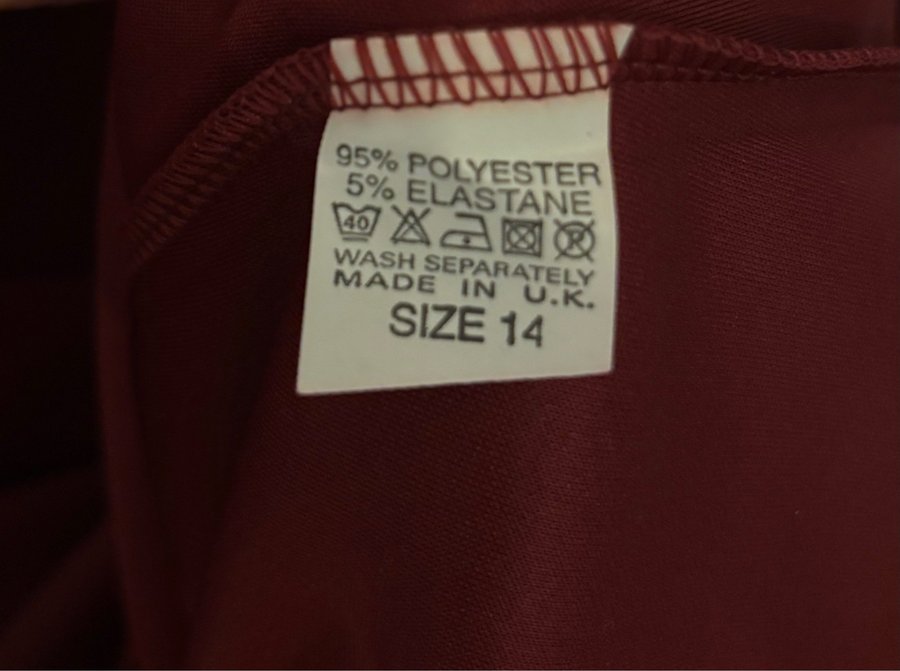 95% POLYESTER
5% ELASTANE
40
WASH SEPARATELY
MADE IN U.K.
SIZE 14